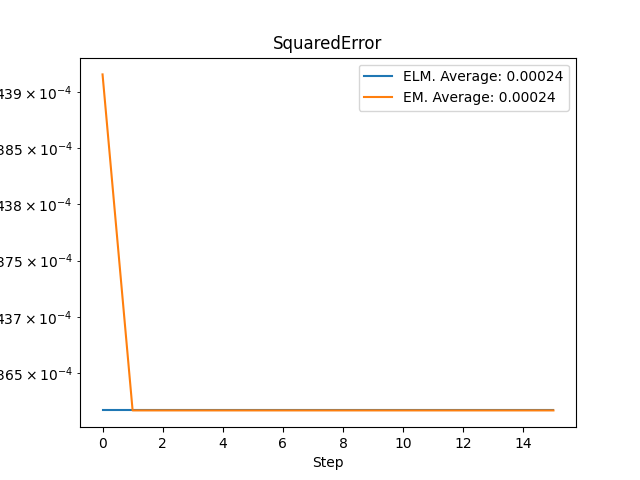 SquaredError
ELM. Average: 0.00024
EM. Average: 0.00024
439 × 10⁻⁴
385 × 10⁻⁴
438 × 10⁻⁴
375 × 10⁻⁴
437 × 10⁻⁴
365 × 10⁻⁴
0 2 4 6 8 10 12 14
Step